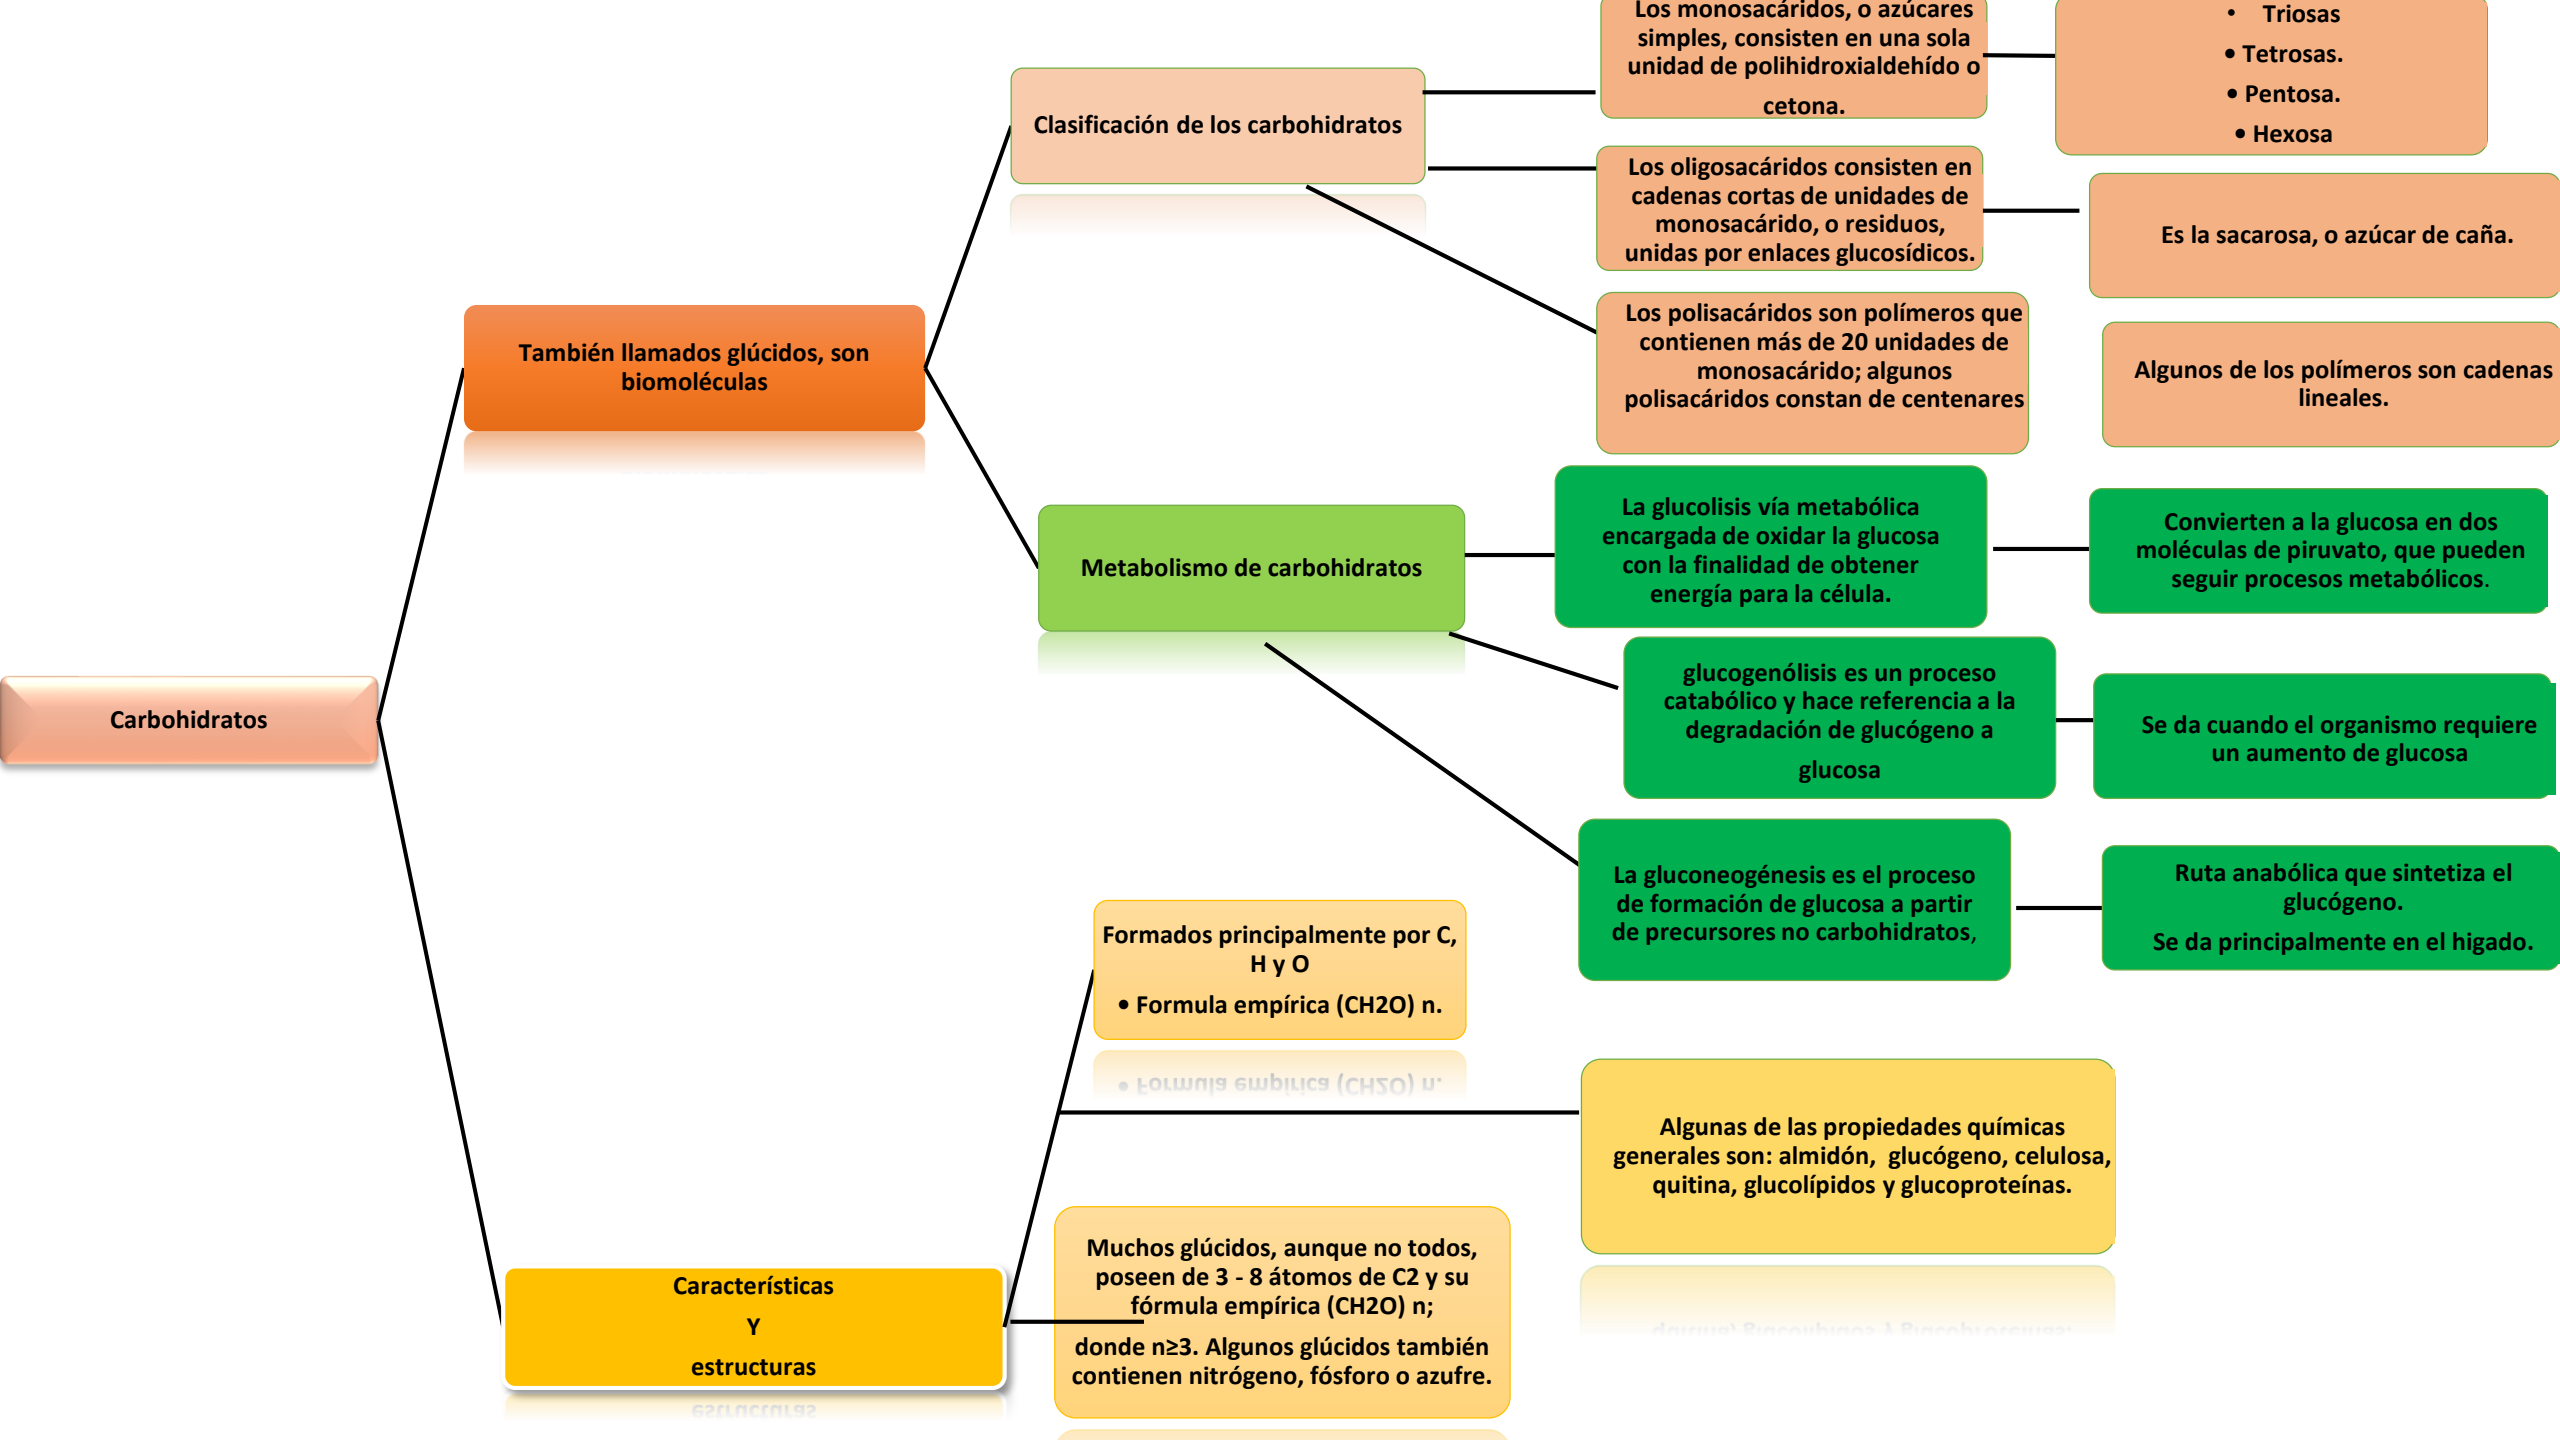 Carbohidratos
También llamados glúcidos, son
biomoléculas
Clasificación de los carbohidratos
Los monosacáridos, o azúcares
simples, consisten en una sola
unidad de polihidroxialdehído o
cetona.
• Triosas
• Tetrosas.
• Pentosa.
• Hexosa
Los oligosacáridos consisten en
cadenas cortas de unidades de
monosacárido, o residuos,
unidas por enlaces glucosídicos.
Es la sacarosa, o azúcar de caña.
Los polisacáridos son polímeros que
contienen más de 20 unidades de
monosacárido; algunos
polisacáridos constan de centenares
Algunos de los polímeros son cadenas
lineales.
Metabolismo de carbohidratos
La glucolisis vía metabólica
encargada de oxidar la glucosa
con la finalidad de obtener
energía para la célula.
Convierten a la glucosa en dos
moléculas de piruvato, que pueden
seguir procesos metabólicos.
glucogenólisis es un proceso
catabólico y hace referencia a la
degradación de glucógeno a
glucosa
Se da cuando el organismo requiere
un aumento de glucosa
La gluconeogénesis es el proceso
de formación de glucosa a partir
de precursores no carbohidratos,
Ruta anabólica que sintetiza el
glucógeno.
Se da principalmente en el higado.
Características
Y
estructuras
Formados principalmente por C,
H y O
• Formula empírica (CH2O) n.
Algunas de las propiedades químicas
generales son: almidón, glucógeno, celulosa,
quitina, glucolípidos y glucoproteínas.
Muchos glúcidos, aunque no todos,
poseen de 3 - 8 átomos de C2 y su
fórmula empírica (CH2O) n;
donde n≥3. Algunos glúcidos también
contienen nitrógeno, fósforo o azufre.